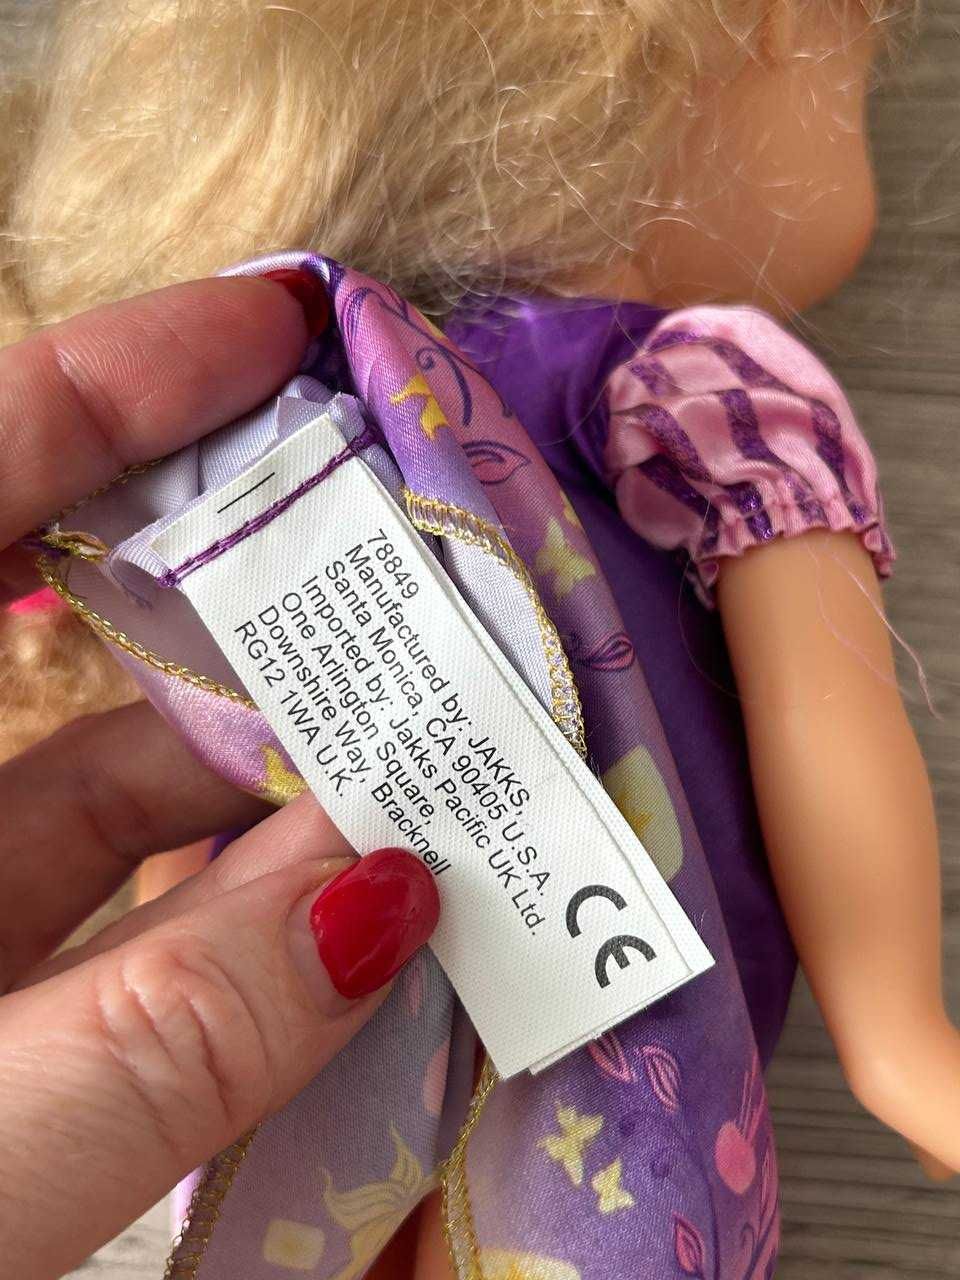 78849
Manufactured by: JAKKS,
Santa Monica, CA 90405 U.S.A.
Imported by: Jakks Pacific UK Ltd.
One Arlington Square,
Downshire Way, Bracknell
RG12 1WA U.K.
CE